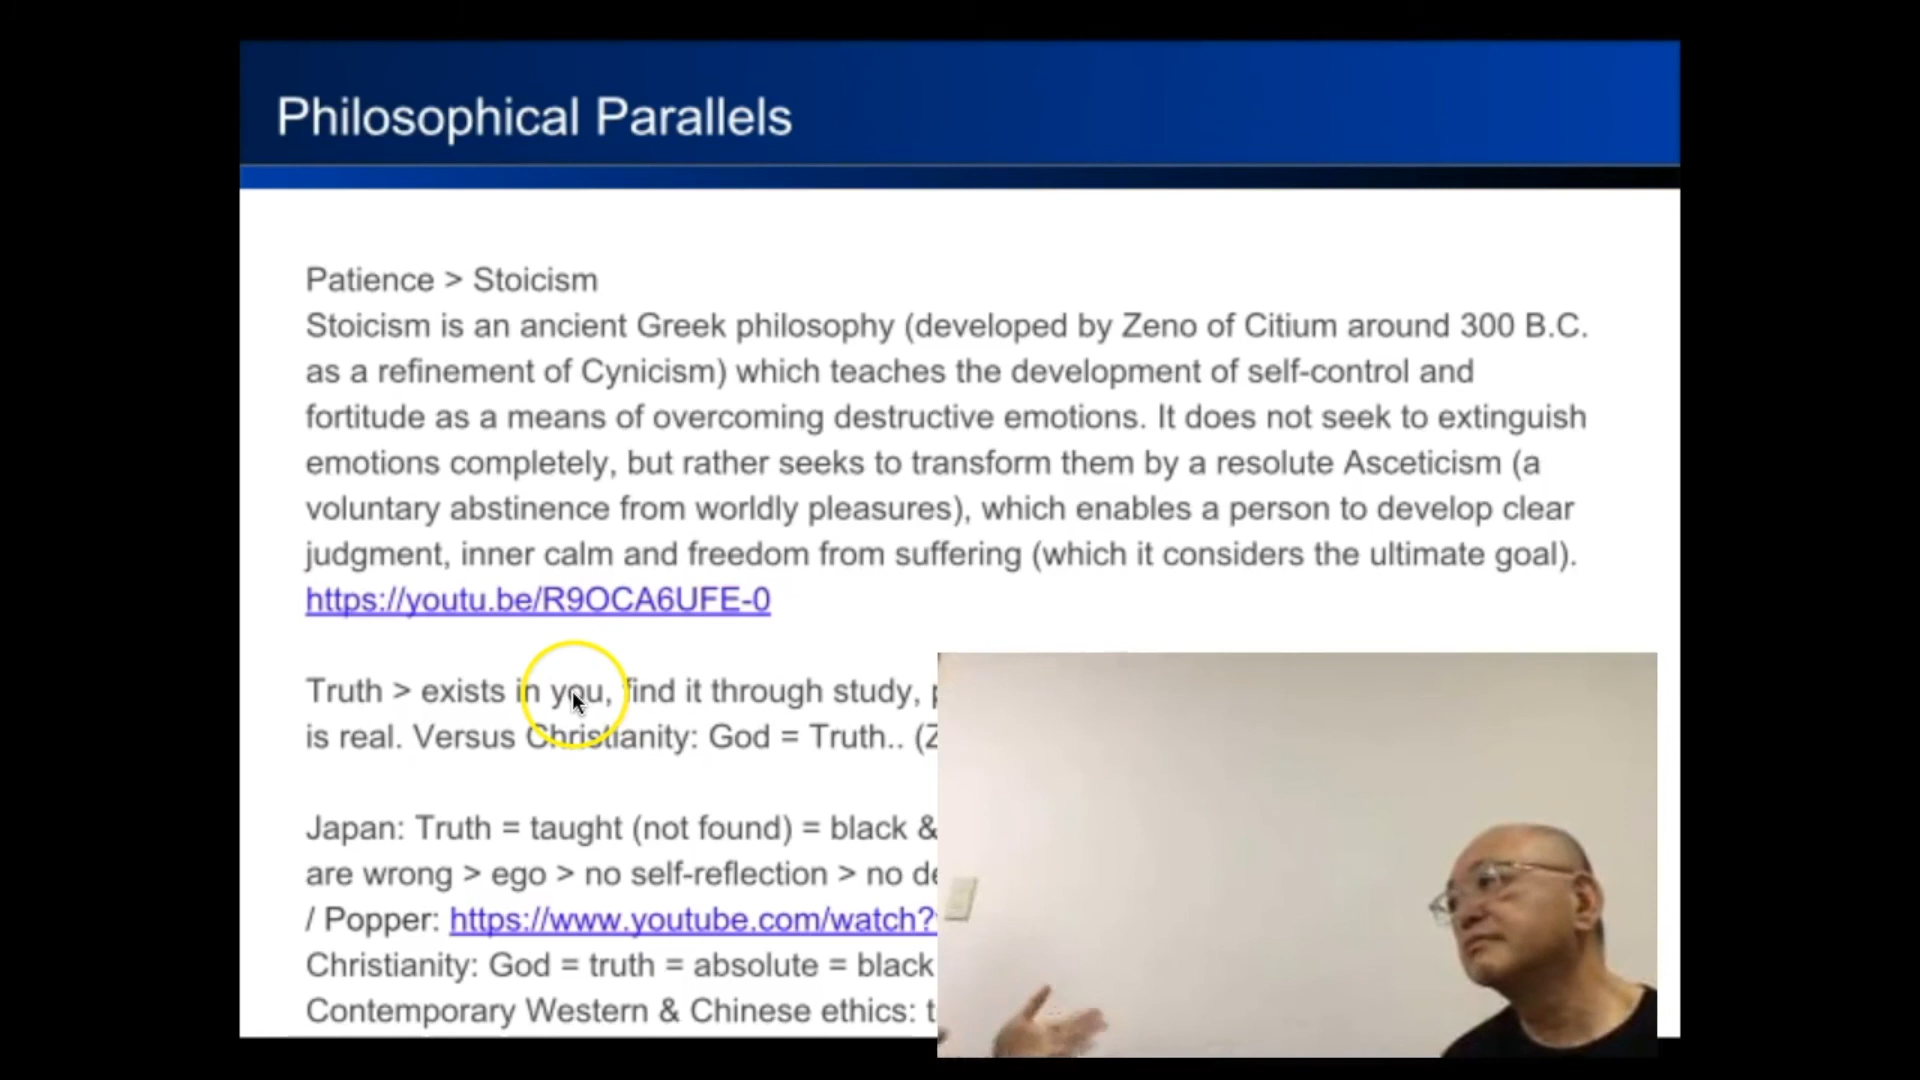 Philosophical Parallels
Patience > Stoicism
Stoicism is an ancient Greek philosophy (developed by Zeno of Citium around 300 B.C.
as a refinement of Cynicism) which teaches the development of self-control and
fortitude as a means of overcoming destructive emotions. It does not seek to extinguish
emotions completely, but rather seeks to transform them by a resolute Asceticism (a
voluntary abstinence from worldly pleasures), which enables a person to develop clear
judgment, inner calm and freedom from suffering (which it considers the ultimate goal).
https://youtu.be/R9OCA6UFE-0
Truth > exists in you, find it through study,
is real. Versus Christianity: God = Truth.. (Z
Japan: Truth = taught (not found) = black &
are wrong > ego > no self-reflection > no de
/ Popper: https://www.youtube.com/watch?
Christianity: God = truth = absolute = black
Contemporary Western & Chinese ethics: t